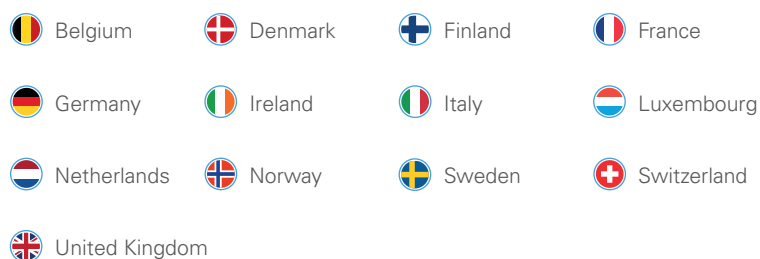 Belgium Denmark Finland France
Germany Ireland Italy Luxembourg
Netherlands Norway Sweden Switzerland
United Kingdom